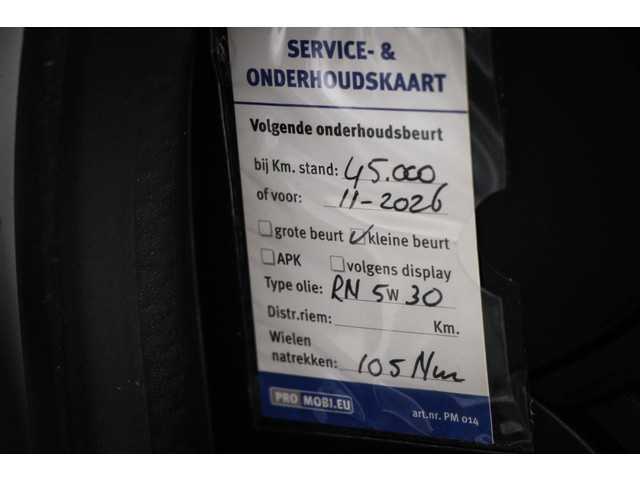 SERVICE- &
ONDERHOUDSKAART
Volgende onderhoudsbeurt
bij Km. stand: 45.000
of voor: 11-2026
grote beurt kleine beurt
APK volgens display
Type olie: RN 5W30
Distr.riem: Km.
Wielen
natrekken: 105 Nm
PRO MOBI.EU
art.nr. PM 014